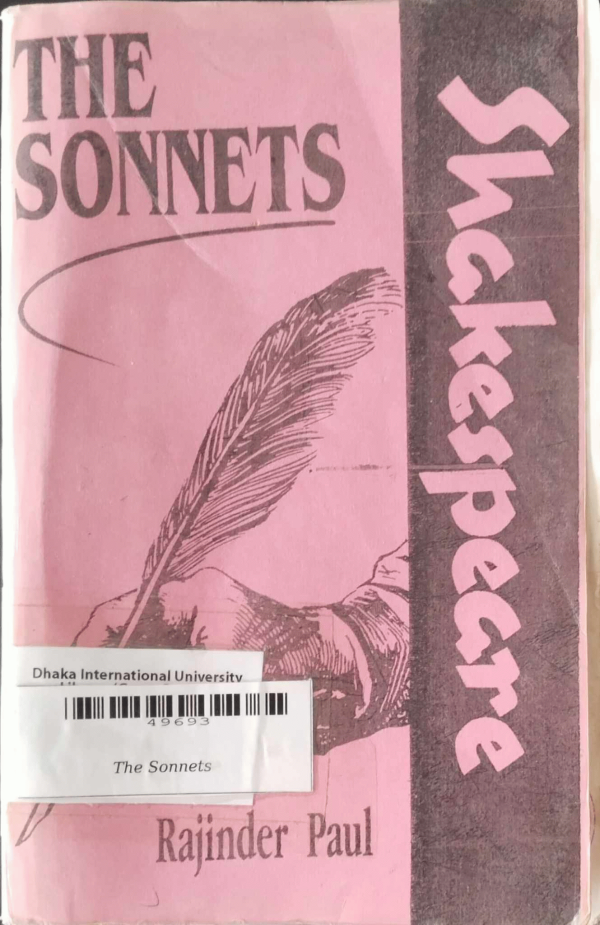 THE
SONNETS
Shakespeare
Dhaka International University
49693
The Sonnets
Rajinder Paul